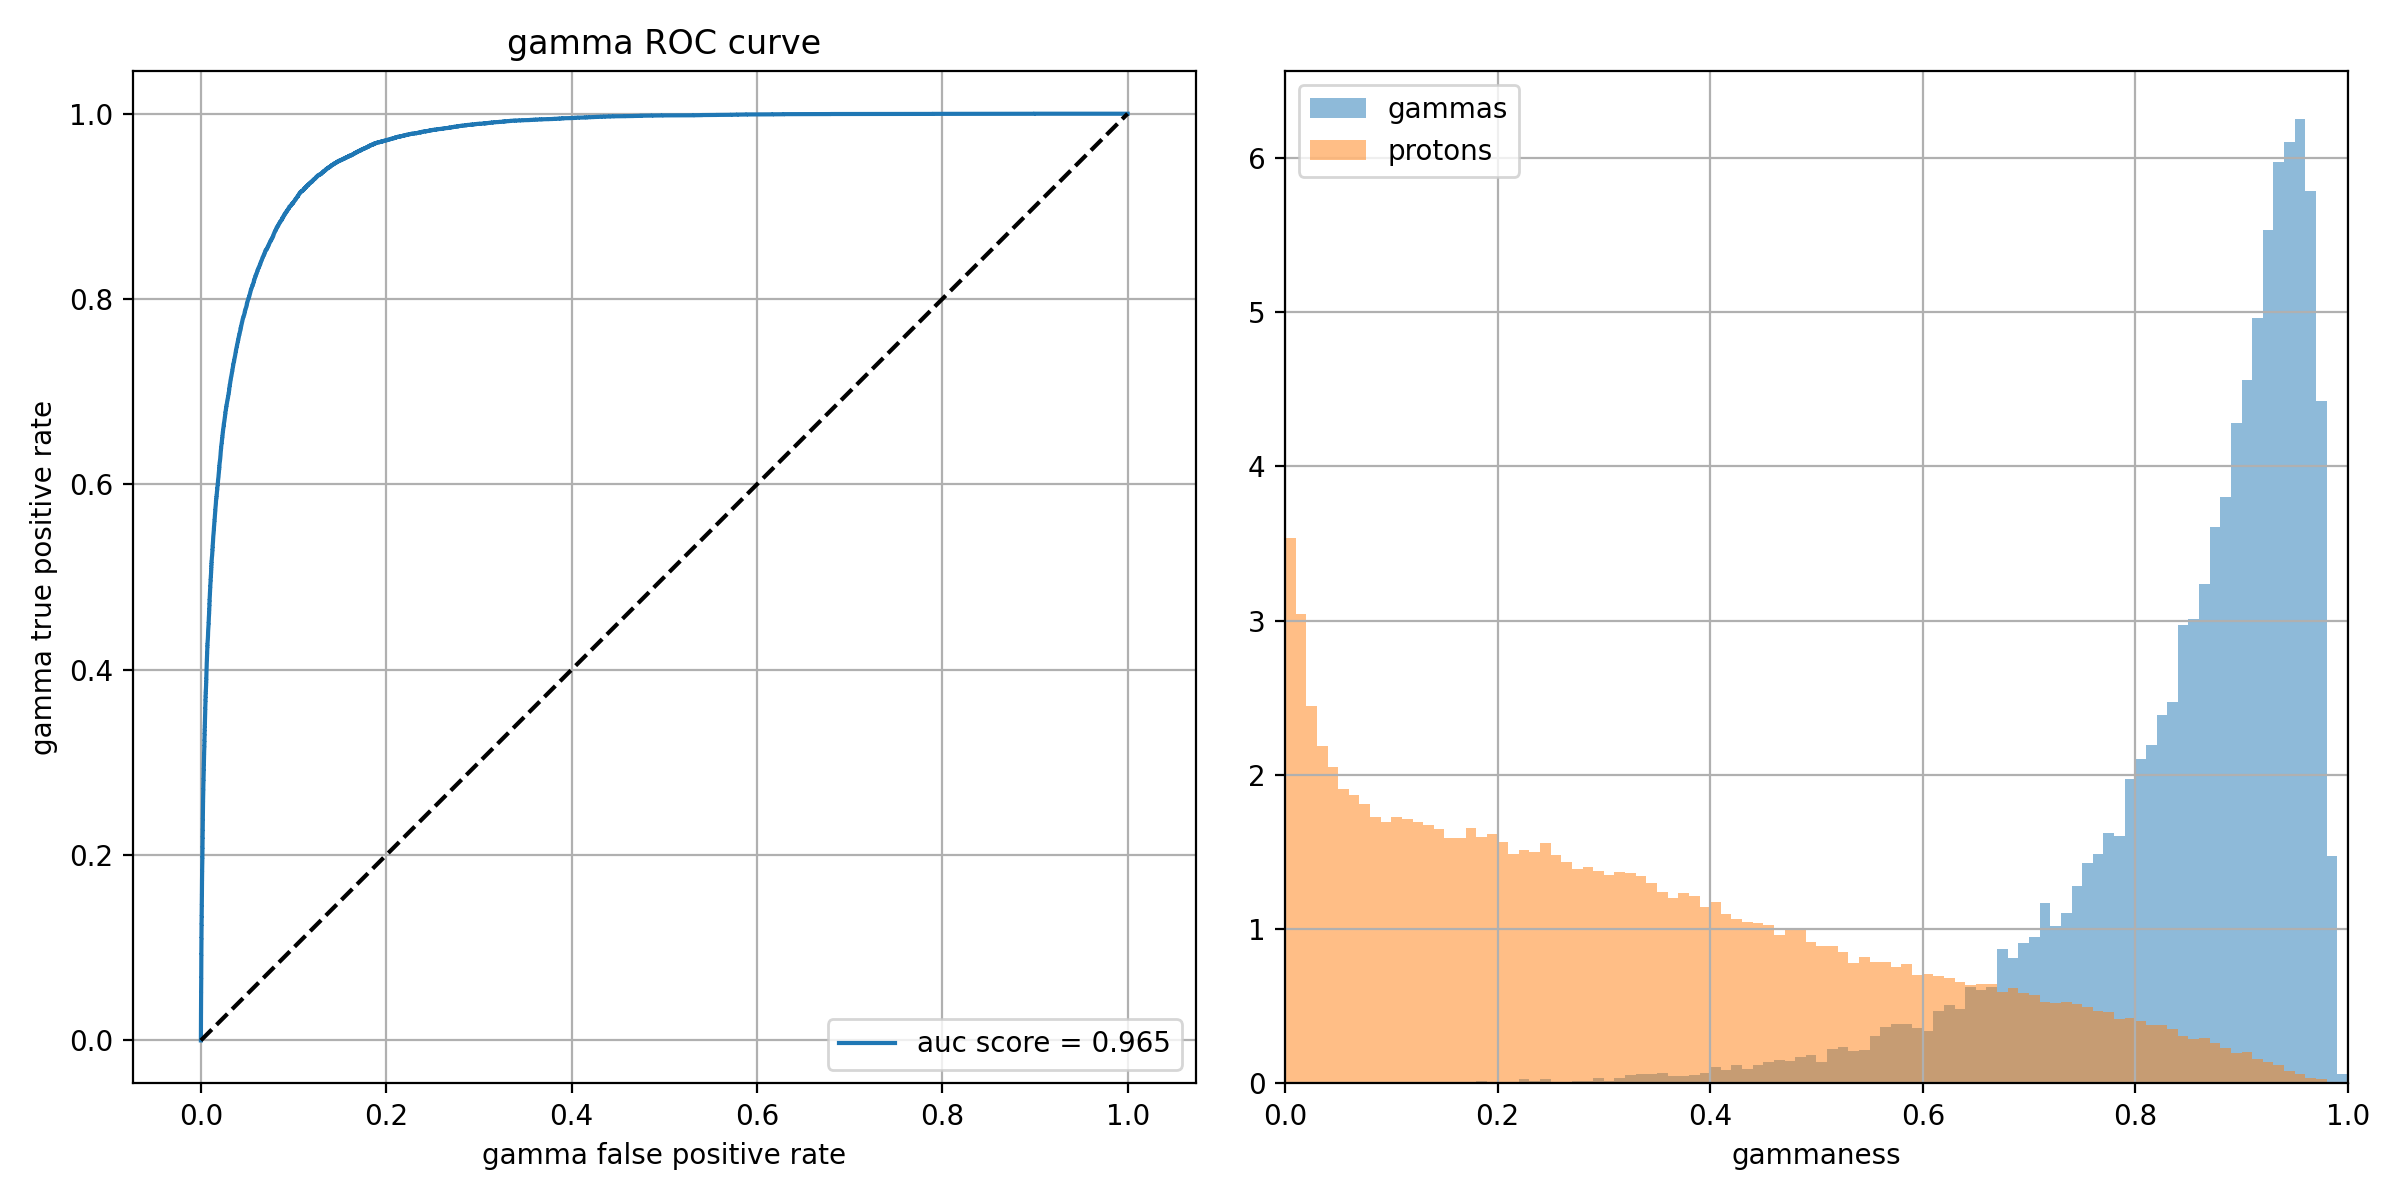 gamma ROC curve
gamma true positive rate
1.0
0.8
0.6
0.4
0.2
0.0
auc score = 0.965
0.0 0.2 0.4 0.6 0.8 1.0
gamma false positive rate
gammas
protons
6
5
4
3
2
1
0
0.0 0.2 0.4 0.6 0.8 1.0
gammaness